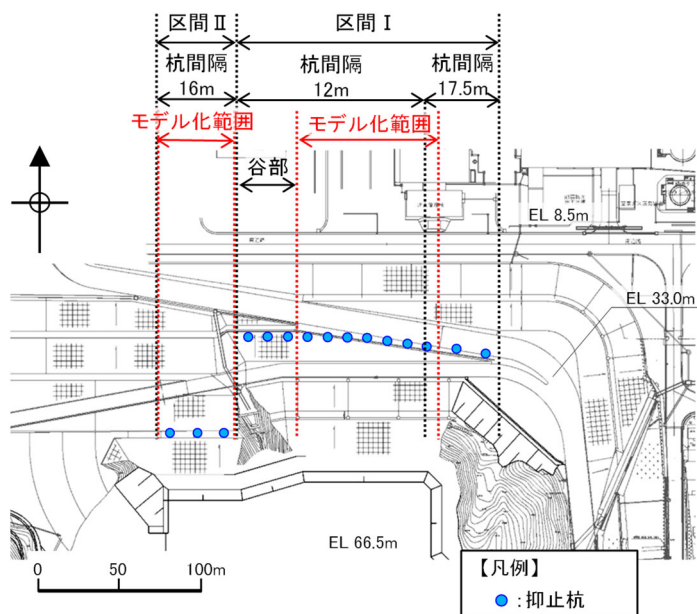 区間Ⅱ
区間Ⅰ
杭間隔
16m
杭間隔
12m
杭間隔
17.5m
モデル化範囲
モデル化範囲
谷部
EL 8.5m
EL 33.0m
EL 66.5m
0 50 100m
【凡例】
:抑止杭